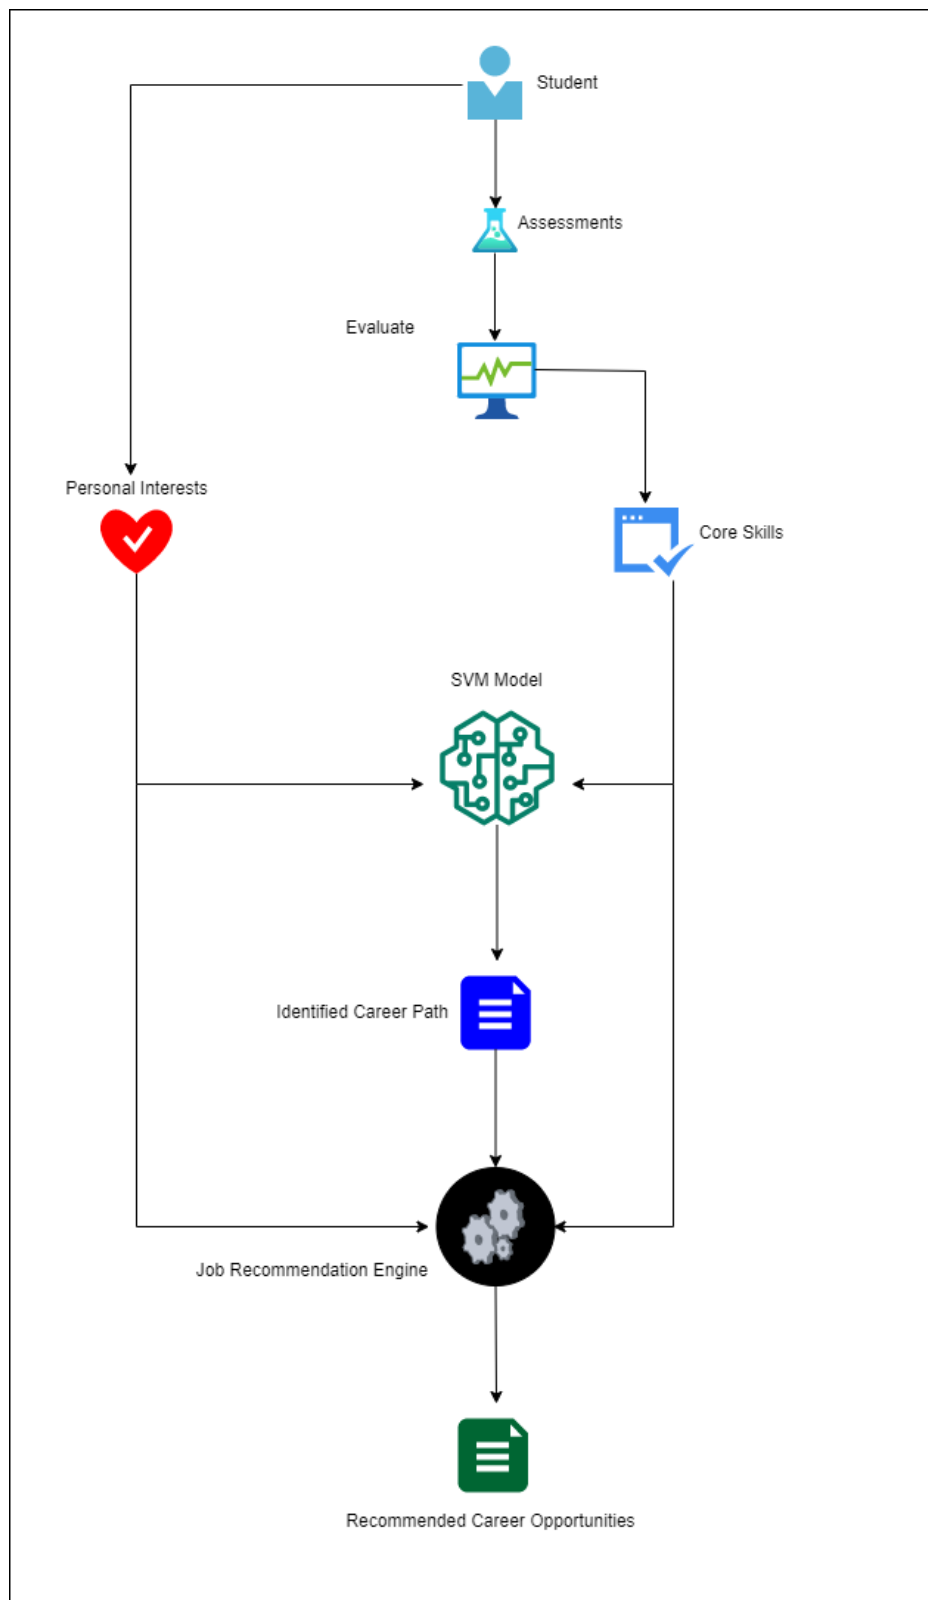 Student
Assessments
Evaluate
Personal Interests
Core Skills
SVM Model
Identified Career Path
Job Recommendation Engine
Recommended Career Opportunities